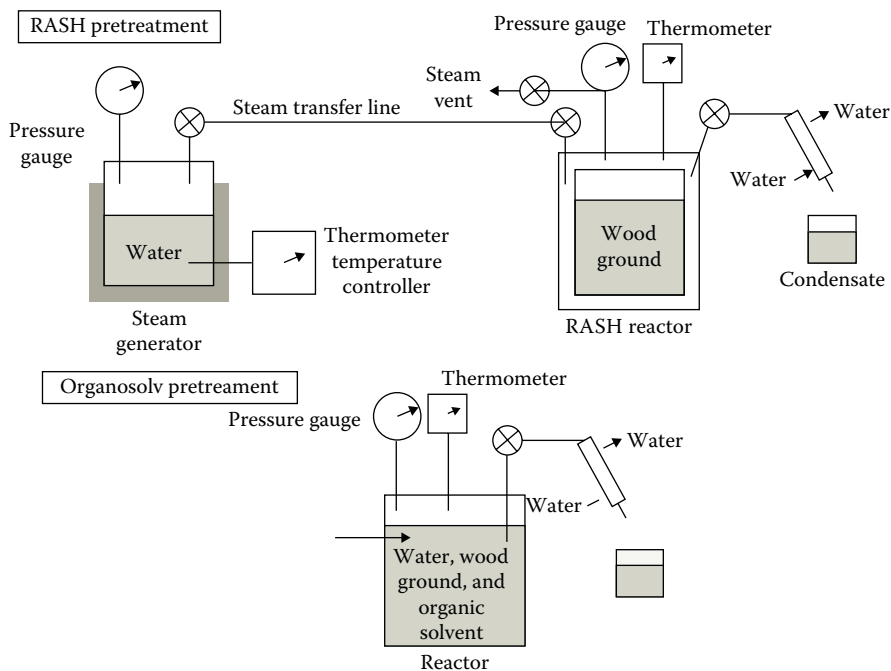 RASH pretreatment
Pressure gauge
Thermometer
Steam
vent
Steam transfer line
Pressure
gauge
Water
Water
Water
Thermometer
temperature
controller
Wood
ground
Condensate
Steam
generator
RASH reactor
Organosolv pretreament
Thermometer
Pressure gauge
Water
Water
Water, wood
ground, and
organic
solvent
Reactor